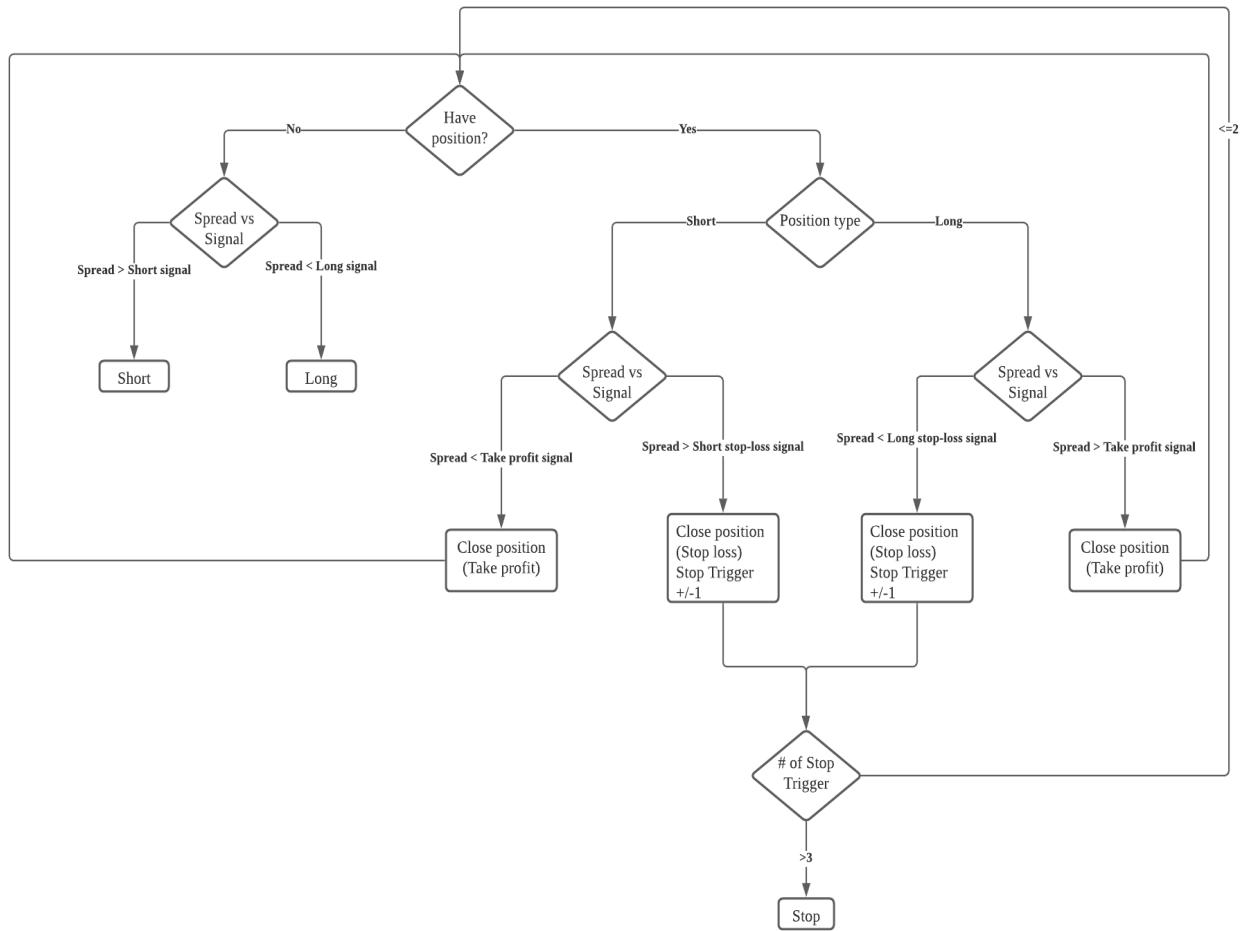 Have
position?
No
Yes
<=2
Spread vs
Signal
Position type
Short
Long
Spread > Short signal
Spread < Long signal
Short
Long
Spread vs
Signal
Spread vs
Signal
Spread < Take profit signal
Spread > Short stop-loss signal
Spread < Long stop-loss signal
Spread > Take profit signal
Close position
(Take profit)
Close position
(Stop loss)
Stop Trigger
+/-1
Close position
(Stop loss)
Stop Trigger
+/-1
Close position
(Take profit)
# of Stop
Trigger
>3
Stop